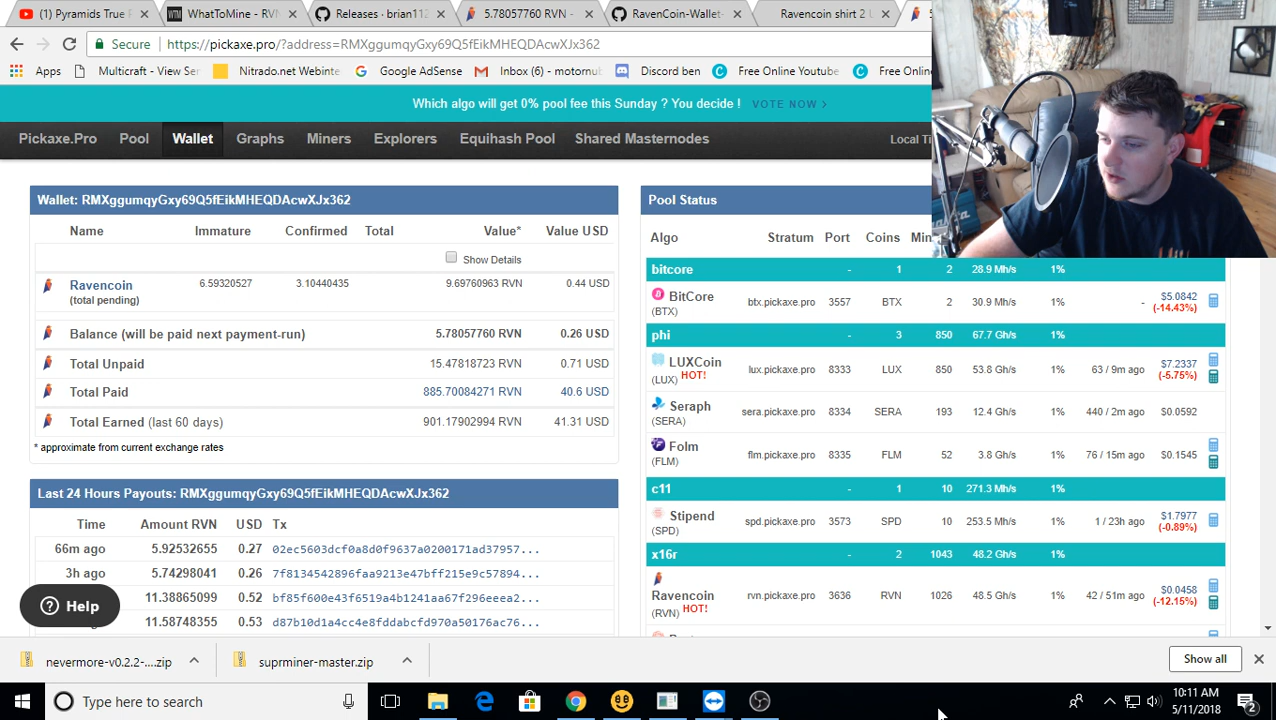 (1) Pyramids True F
WhatToMine - RVN
Releases · brian112
5.78057760 RVN -
RavenCoin-Wallet-
Ravencoin shirt 2 
Secure
https://pickaxe.pro/?address=RMXggumqyGxy69Q5fEikMHEQDAcwXJx362
Apps
Multicraft - View Ser
Nitrado.net Webinte
Google AdSense
Inbox (6) - motornub
Discord ben
Free Online Youtube
Free Onlin
Which algo will get 0% pool fee this Sunday ? You decide !
VOTE NOW >
Pickaxe.Pro
Pool
Wallet
Graphs
Miners
Explorers
Equihash Pool
Shared Masternodes
Local Ti
Wallet: RMXggumqyGxy69Q5fEikMHEQDAcwXJx362
Name Immature Confirmed Total Value* Value USD
Show Details
Ravencoin 6.59320527 3.10440435 9.69760963 RVN 0.44 USD
(total pending)
Balance (will be paid next payment-run) 5.78057760 RVN 0.26 USD
Total Unpaid 15.47818723 RVN 0.71 USD
Total Paid 885.70084271 RVN 40.6 USD
Total Earned (last 60 days) 901.17902994 RVN 41.31 USD
* approximate from current exchange rates
Last 24 Hours Payouts: RMXggumqyGxy69Q5fEikMHEQDAcwXJx362
Time Amount RVN USD Tx
66m ago 5.92532655 0.27 02ec5603dcf0a8d0f9637a0200171ad37957...
3h ago 5.74298041 0.26 7f8134542896faa9213e47bff215e9c57894...
11.38865099 0.52 bf85f600e43f6519a4b1241aa67f296eeea2...
11.58748355 0.53 d87b10d1a4cc4e8fddabcfd970a50176ac76...
Help
Pool Status
Algo Stratum Port Coins Min
bitcore - 1 2 28.9 Mh/s 1%
BitCore btx.pickaxe.pro 3557 BTX 2 30.9 Mh/s 1% - $5.0842
(BTX) (-14.43%)
phi - 3 850 67.7 Gh/s 1%
LUXCoin lux.pickaxe.pro 8333 LUX 850 53.8 Gh/s 1% 63 / 9m ago $7.2337
(LUX) HOT! (-5.75%)
Seraph sera.pickaxe.pro 8334 SERA 193 12.4 Gh/s 1% 440 / 2m ago $0.0592
(SERA)
Folm flm.pickaxe.pro 8335 FLM 52 3.8 Gh/s 1% 76 / 15m ago $0.1545
(FLM)
c11 - 1 10 271.3 Mh/s 1%
Stipend spd.pickaxe.pro 3573 SPD 10 253.5 Mh/s 1% 1 / 23h ago $1.7977
(SPD) (-0.89%)
x16r - 2 1043 48.2 Gh/s 1%
Ravencoin rvn.pickaxe.pro 3636 RVN 1026 48.5 Gh/s 1% 42 / 51m ago $0.0458
(RVN) HOT! (-12.15%)
nevermore-v0.2.2-....zip
suprminer-master.zip
Show all
Type here to search
10:11 AM
5/11/2018
2